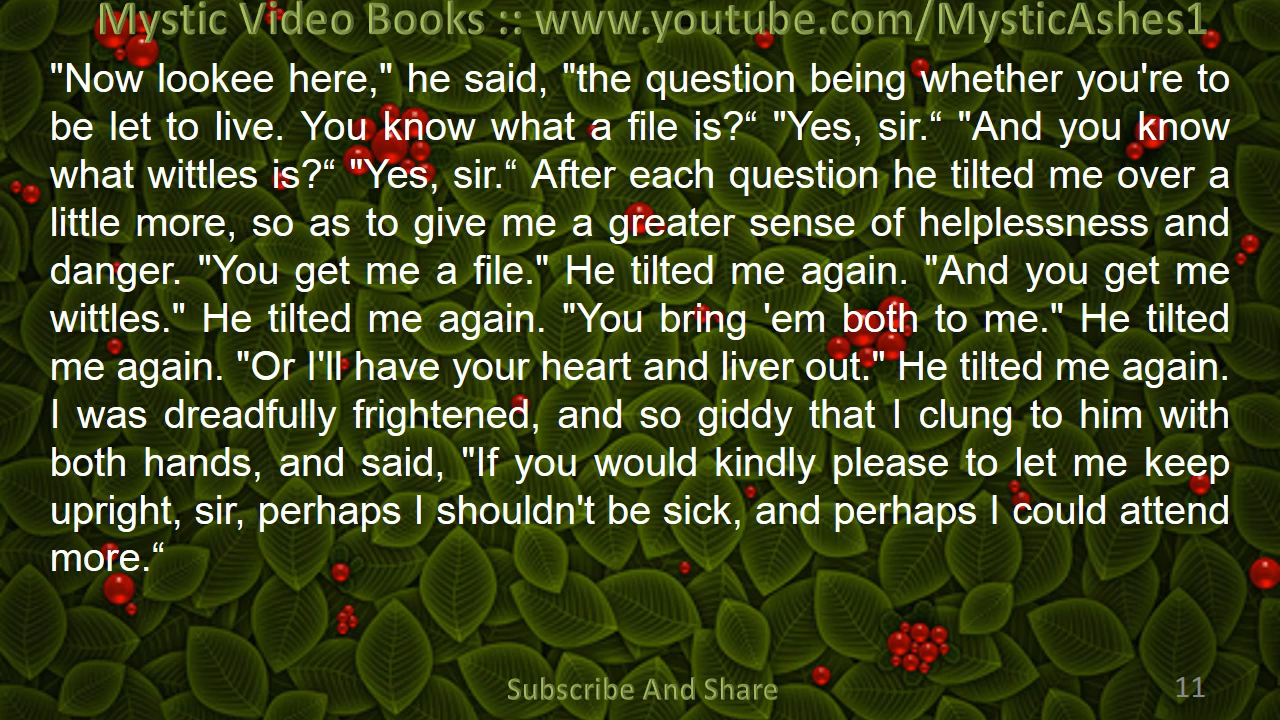 Mystic Video Books :: www.youtube.com/MysticAshes1
"Now lookee here," he said, "the question being whether you're to
be let to live. You know what a file is?“ "Yes, sir.“ "And you know
what wittles is?“ "Yes, sir.“ After each question he tilted me over a
little more, so as to give me a greater sense of helplessness and
danger. "You get me a file." He tilted me again. "And you get me
wittles." He tilted me again. "You bring 'em both to me." He tilted
me again. "Or I'll have your heart and liver out." He tilted me again.
I was dreadfully frightened, and so giddy that I clung to him with
both hands, and said, "If you would kindly please to let me keep
upright, sir, perhaps I shouldn't be sick, and perhaps I could attend
more.“
Subscribe And Share
11